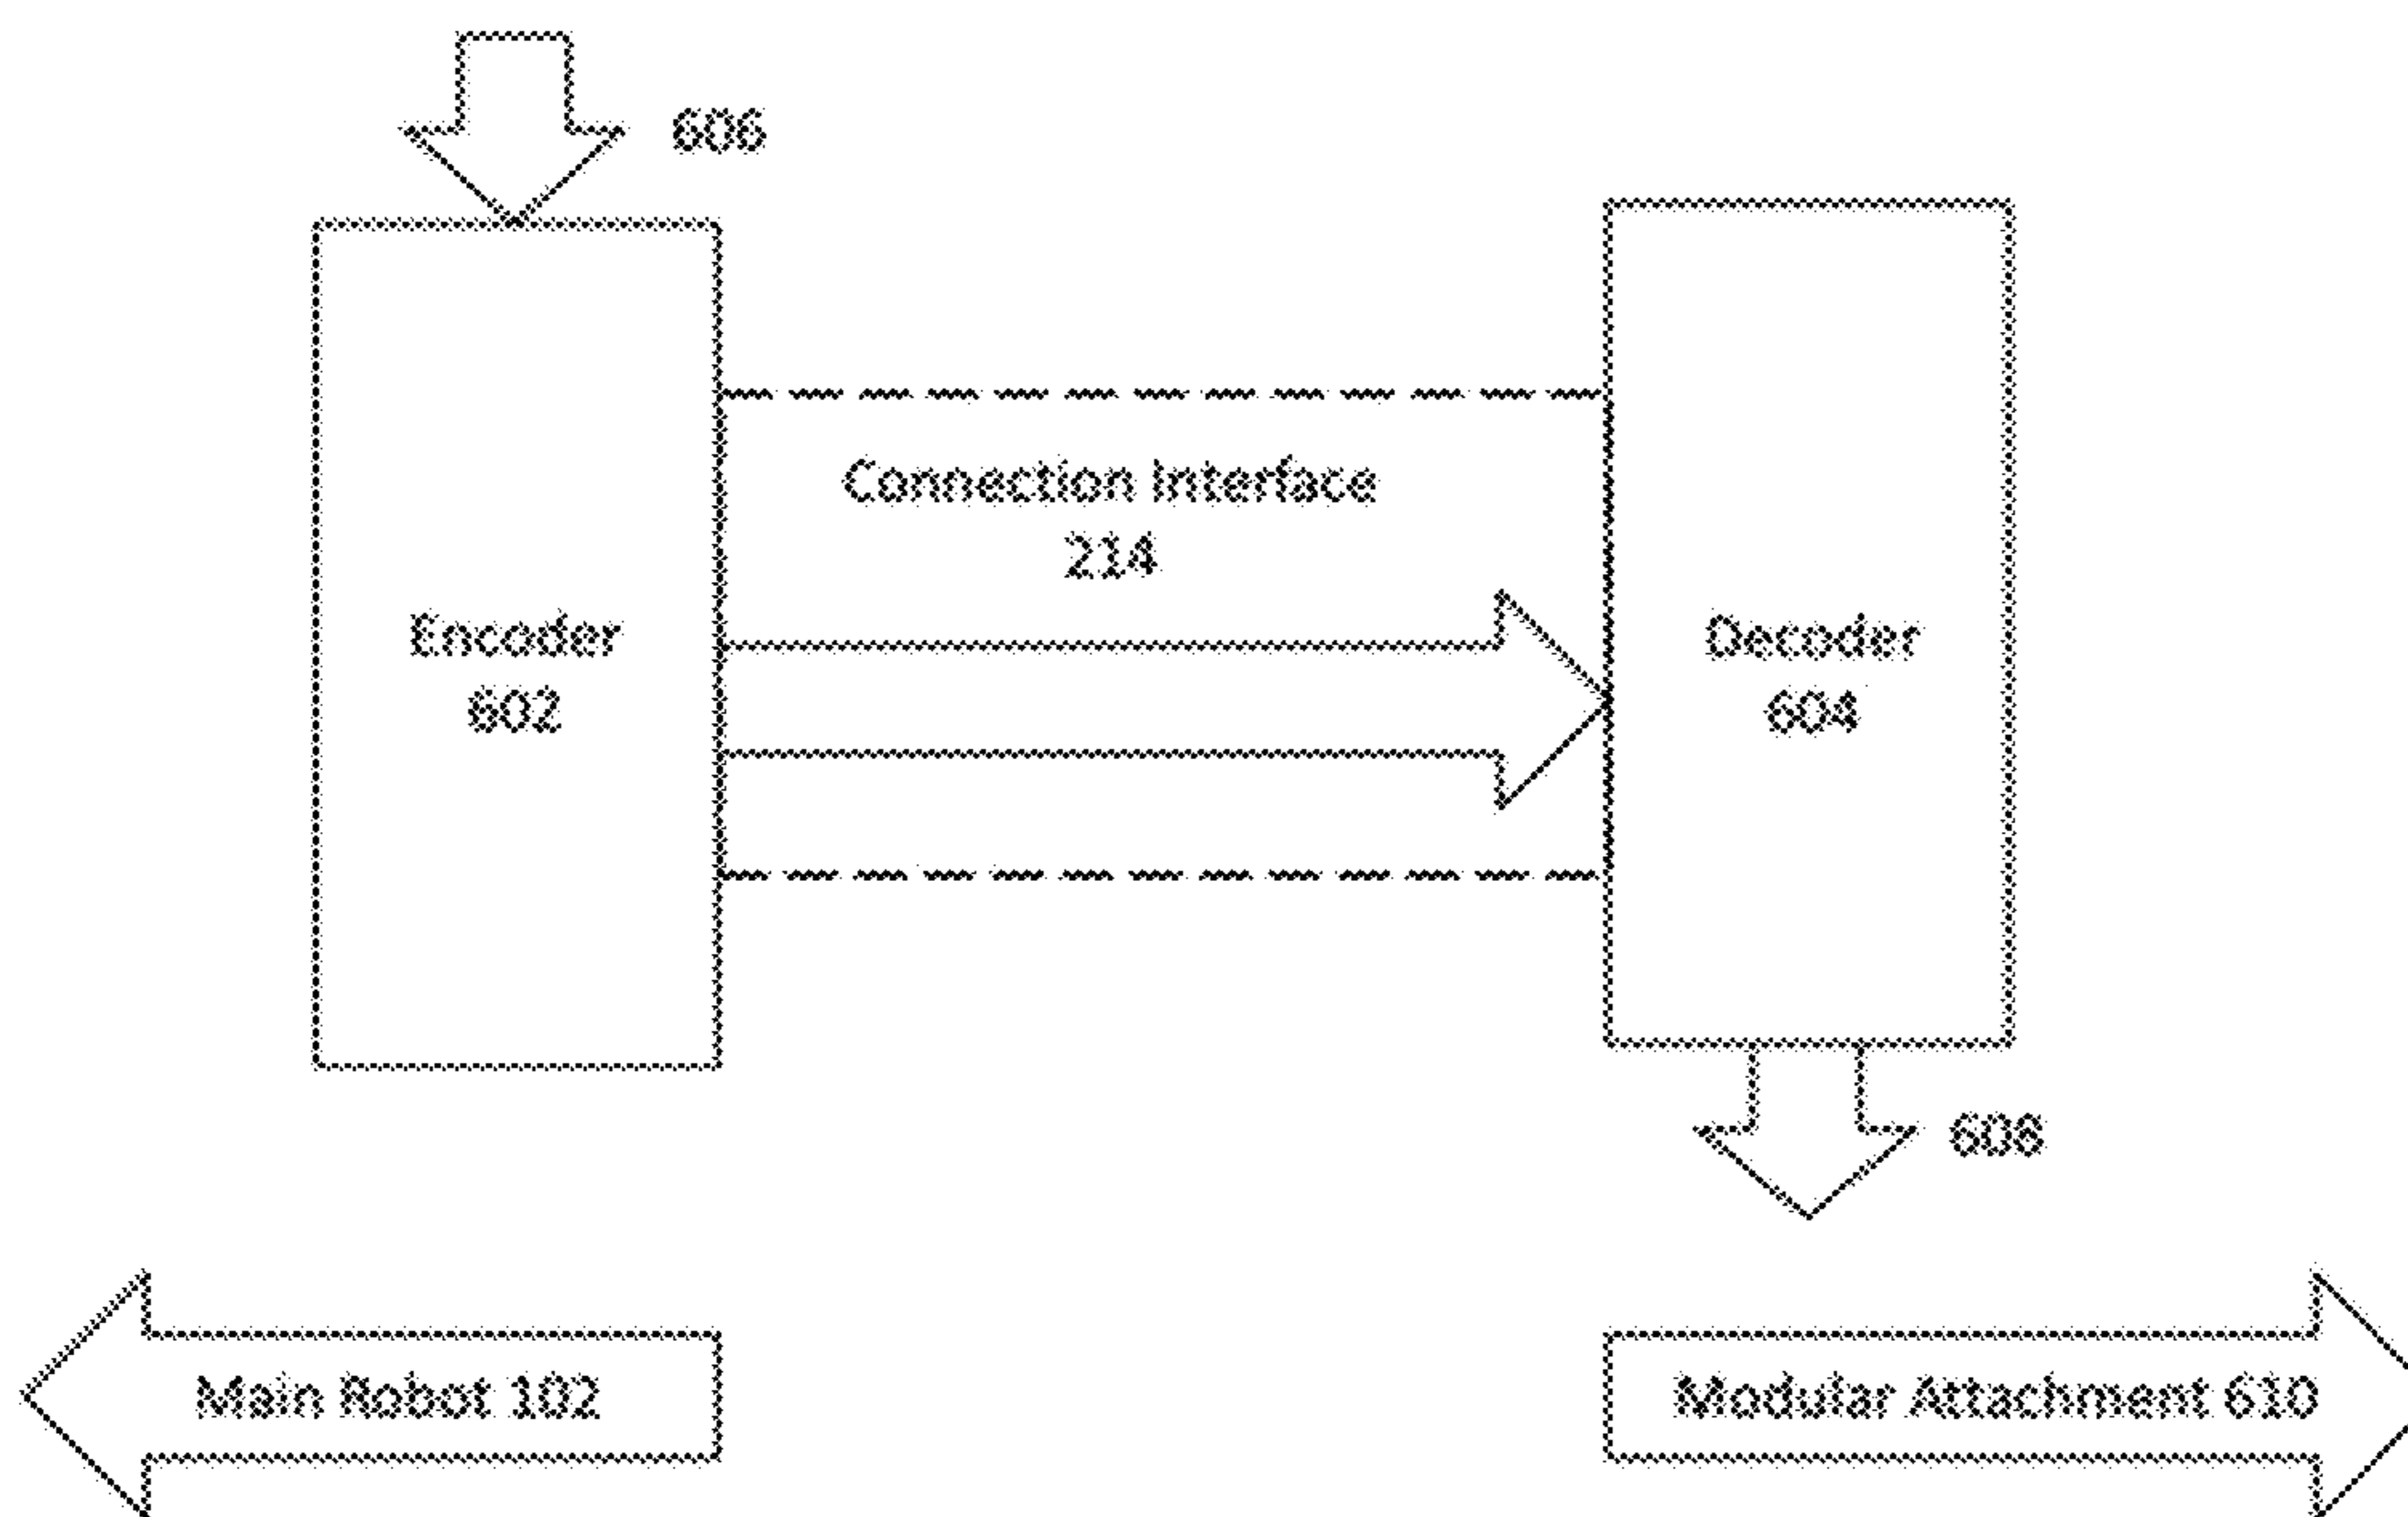 606
Connection Interface
214
Encoder
602
Decoder
604
608
Main Robot 102
Modular Attachment 610